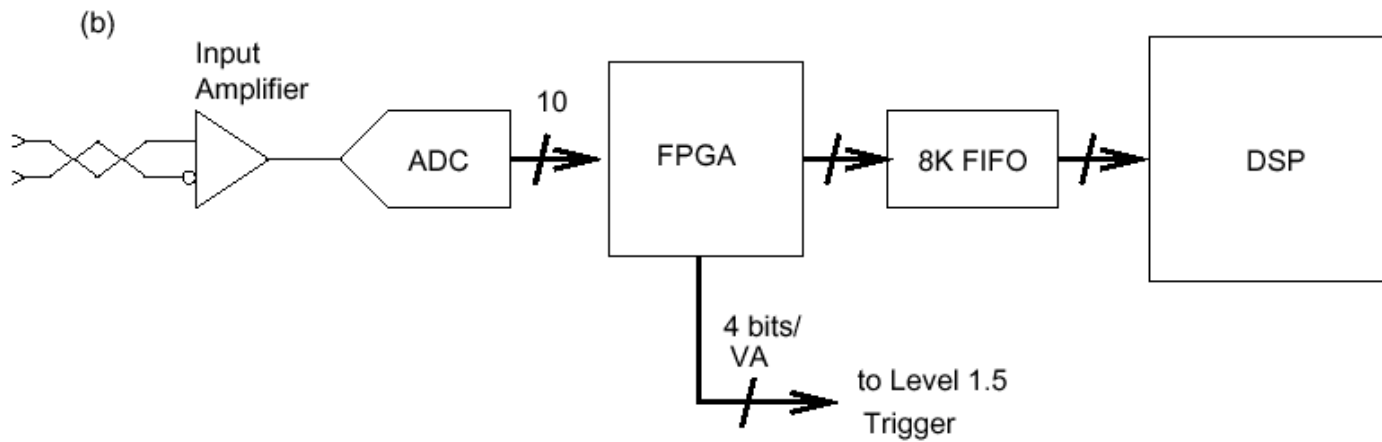 (b)
Input
Amplifier
ADC
10
FPGA
8K FIFO
DSP
4 bits/
VA
to Level 1.5
Trigger